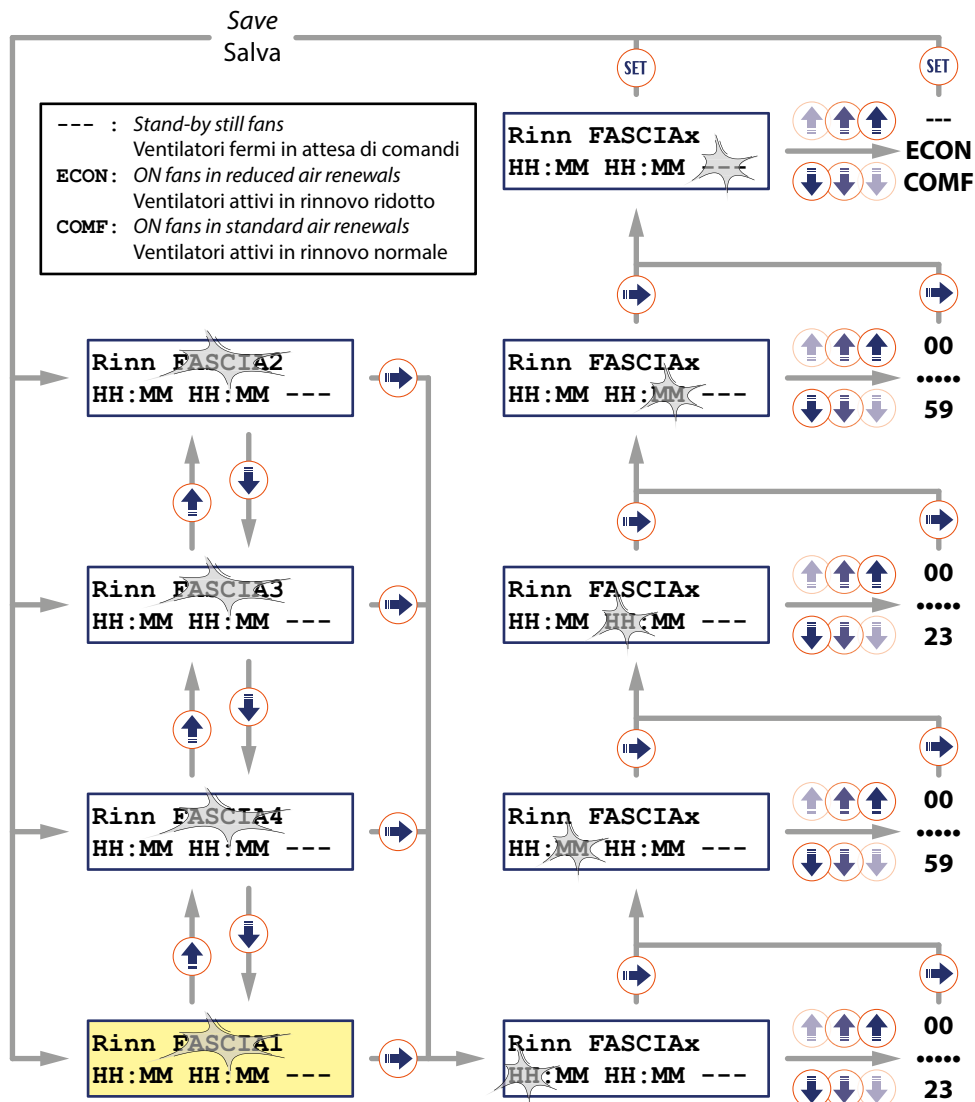 Save
Salva
SET
SET
--- : Stand-by still fans
Ventilatori fermi in attesa di comandi
ECON: ON fans in reduced air renewals
Ventilatori attivi in rinnovo ridotto
COMF: ON fans in standard air renewals
Ventilatori attivi in rinnovo normale
Rinn FASCIAx
HH:MM HH:MM ---
---
ECON
COMF
Rinn FASCIA2
HH:MM HH:MM ---
Rinn FASCIAx
HH:MM HH:MM ---
00
•••••
59
Rinn FASCIA3
HH:MM HH:MM ---
Rinn FASCIAx
HH:MM HH:MM ---
00
•••••
23
Rinn FASCIA4
HH:MM HH:MM ---
Rinn FASCIAx
HH:MM HH:MM ---
00
•••••
59
Rinn FASCIA1
HH:MM HH:MM ---
Rinn FASCIAx
HH:MM HH:MM ---
00
•••••
23